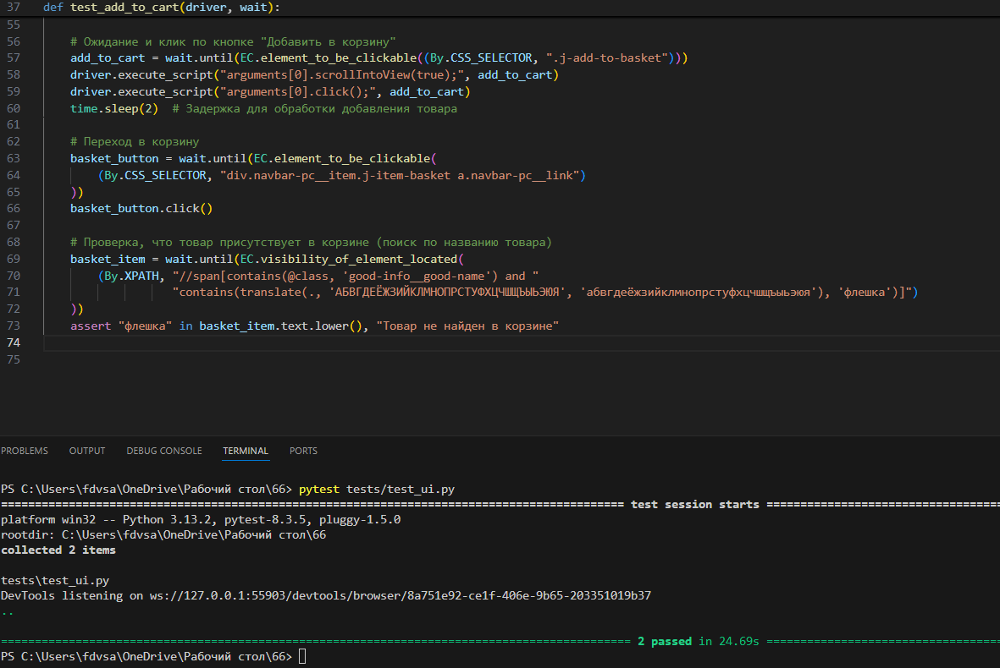 37 def test_add_to_cart(driver, wait):
55
56 # Ожидание и клик по кнопке "Добавить в корзину"
57 add_to_cart = wait.until(EC.element_to_be_clickable((By.CSS_SELECTOR, ".j-add-to-basket")))
58 driver.execute_script("arguments[0].scrollIntoView(true);", add_to_cart)
59 driver.execute_script("arguments[0].click();", add_to_cart)
60 time.sleep(2)  # Задержка для обработки добавления товара
61
62 # Переход в корзину
63 basket_button = wait.until(EC.element_to_be_clickable(
64 (By.CSS_SELECTOR, "div.navbar-pc__item.j-item-basket a.navbar-pc__link")
65 ))
66 basket_button.click()
67
68 # Проверка, что товар присутствует в корзине (поиск по названию товара)
69 basket_item = wait.until(EC.visibility_of_element_located(
70 (By.XPATH, "//span[contains(@class, 'good-info__good-name') and "
71 "contains(translate(., 'АБВГДЕЁЖЗИЙКЛМНОПРСТУФХЦЧШЩЪЫЬЭЮЯ', 'абвгдеёжзийклмнопрстуфхцчшщъыьэюя'), 'флешка')]")
72 ))
73 assert "флешка" in basket_item.text.lower(), "Товар не найден в корзине"
74
75
PROBLEMS OUTPUT DEBUG CONSOLE TERMINAL PORTS
PS C:\Users\fdvsa\OneDrive\Рабочий стол\66> pytest tests/test_ui.py
test session starts
platform win32 -- Python 3.13.2, pytest-8.3.5, pluggy-1.5.0
rootdir: C:\Users\fdvsa\OneDrive\Рабочий стол\66
collected 2 items
tests\test_ui.py
DevTools listening on ws://127.0.0.1:55903/devtools/browser/8a751e92-ce1f-406e-9b65-203351019b37
..
2 passed in 24.69s
PS C:\Users\fdvsa\OneDrive\Рабочий стол\66>